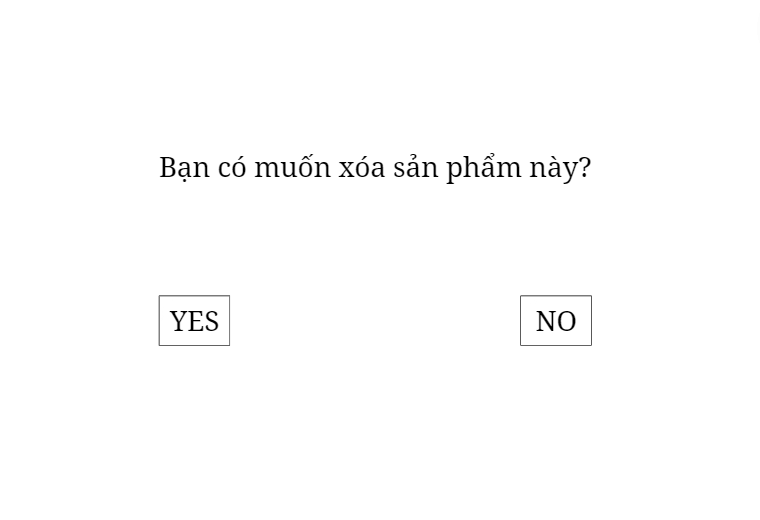 Bạn có muốn xóa sản phẩm này?
YES
NO